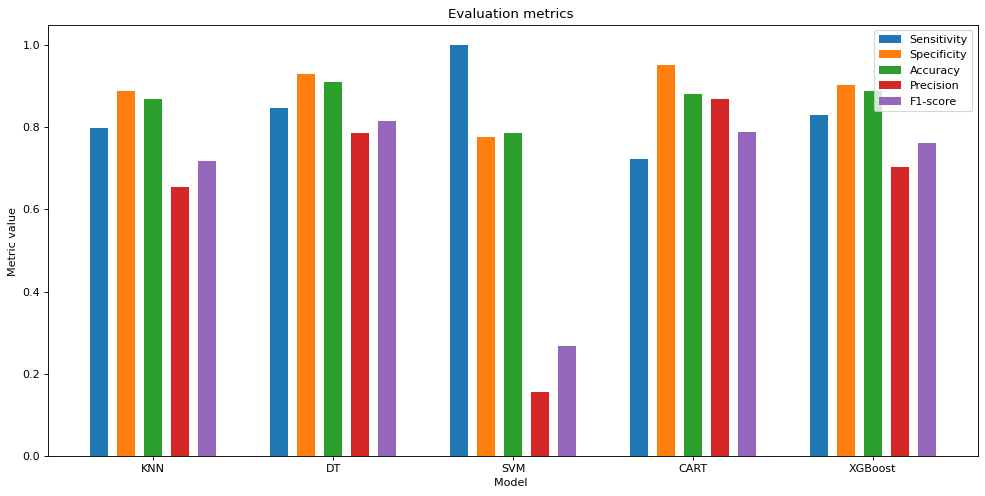 Evaluation metrics
Sensitivity
Specificity
Accuracy
Precision
F1-score
Metric value
1.0
0.8
0.6
0.4
0.2
0.0
KNN DT SVM CART XGBoost
Model